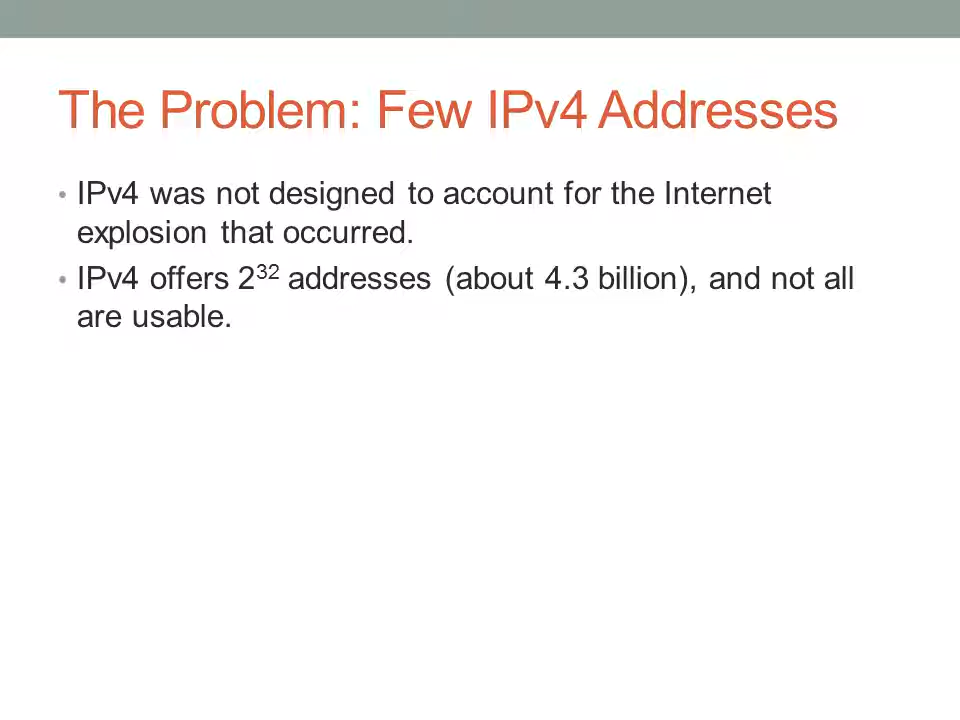 The Problem: Few IPv4 Addresses
• IPv4 was not designed to account for the Internet
explosion that occurred.
• IPv4 offers 2³² addresses (about 4.3 billion), and not all
are usable.